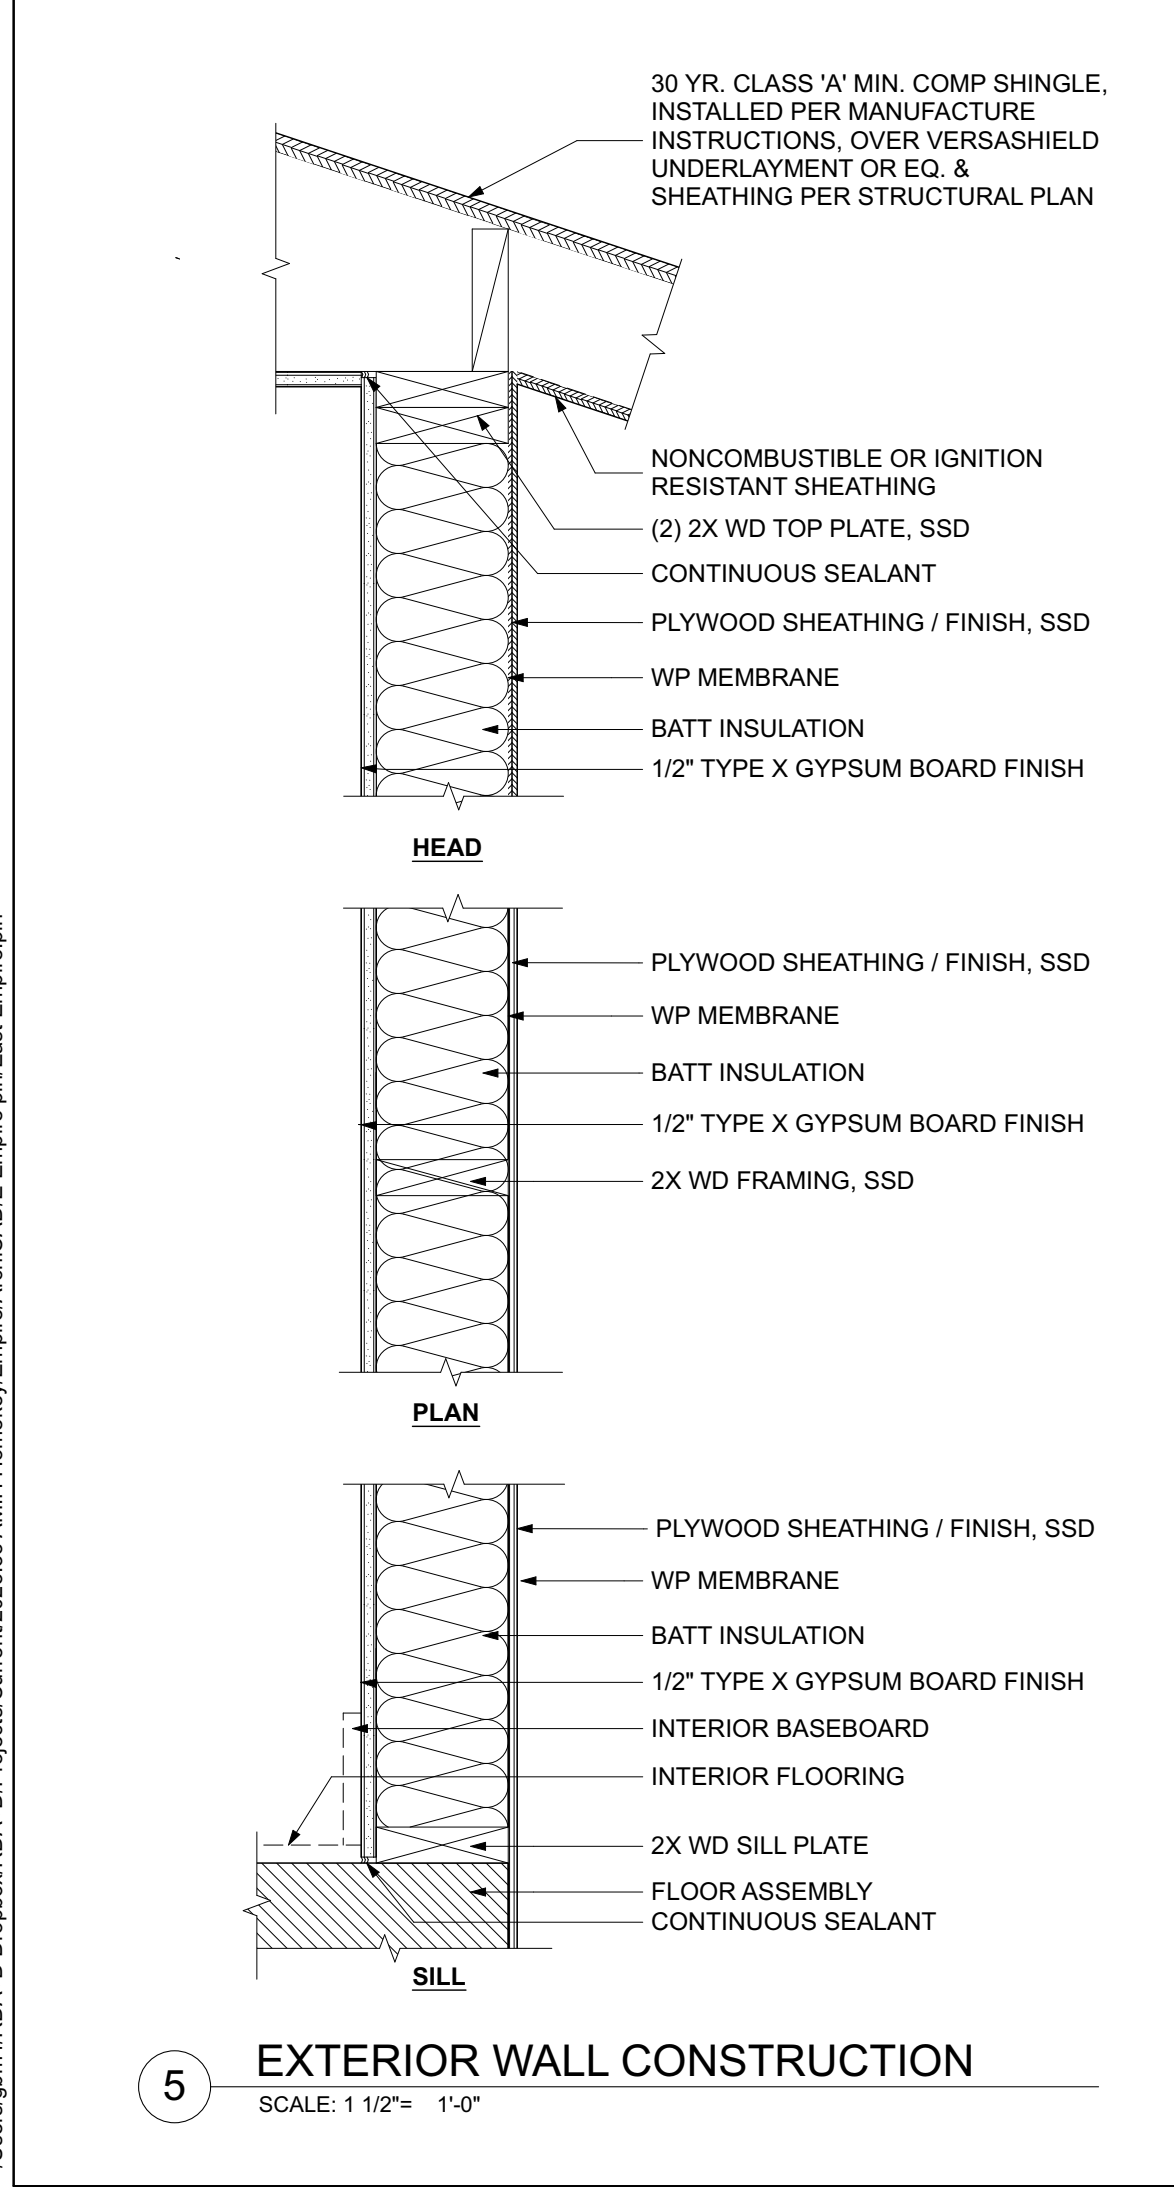 30 YR. CLASS 'A' MIN. COMP SHINGLE,
INSTALLED PER MANUFACTURE
INSTRUCTIONS, OVER VERSASHIELD
UNDERLAYMENT OR EQ. &
SHEATHING PER STRUCTURAL PLAN
NONCOMBUSTIBLE OR IGNITION
RESISTANT SHEATHING
(2) 2X WD TOP PLATE, SSD
CONTINUOUS SEALANT
PLYWOOD SHEATHING / FINISH, SSD
WP MEMBRANE
BATT INSULATION
1/2" TYPE X GYPSUM BOARD FINISH
HEAD
PLYWOOD SHEATHING / FINISH, SSD
WP MEMBRANE
BATT INSULATION
1/2" TYPE X GYPSUM BOARD FINISH
2X WD FRAMING, SSD
PLAN
PLYWOOD SHEATHING / FINISH, SSD
WP MEMBRANE
BATT INSULATION
1/2" TYPE X GYPSUM BOARD FINISH
INTERIOR BASEBOARD
INTERIOR FLOORING
2X WD SILL PLATE
FLOOR ASSEMBLY
CONTINUOUS SEALANT
SILL
5
EXTERIOR WALL CONSTRUCTION
SCALE: 1 1/2"= 1'-0"